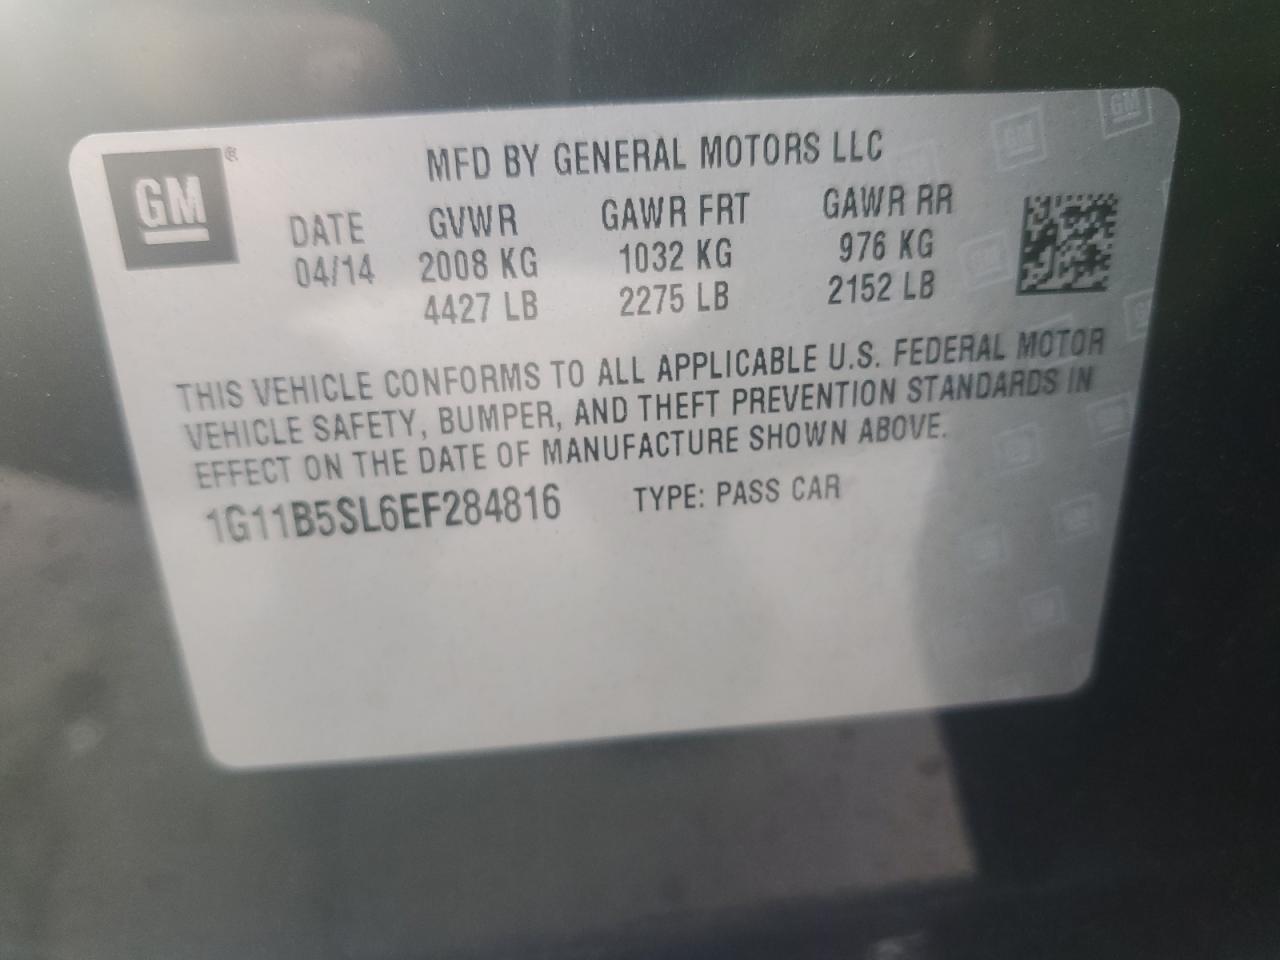 GM®
MFD BY GENERAL MOTORS LLC
DATE GVWR GAWR FRT GAWR RR
04/14 2008 KG 1032 KG 976 KG
4427 LB 2275 LB 2152 LB
THIS VEHICLE CONFORMS TO ALL APPLICABLE U.S. FEDERAL MOTOR
VEHICLE SAFETY, BUMPER, AND THEFT PREVENTION STANDARDS IN
EFFECT ON THE DATE OF MANUFACTURE SHOWN ABOVE.
1G11B5SL6EF284816 TYPE: PASS CAR